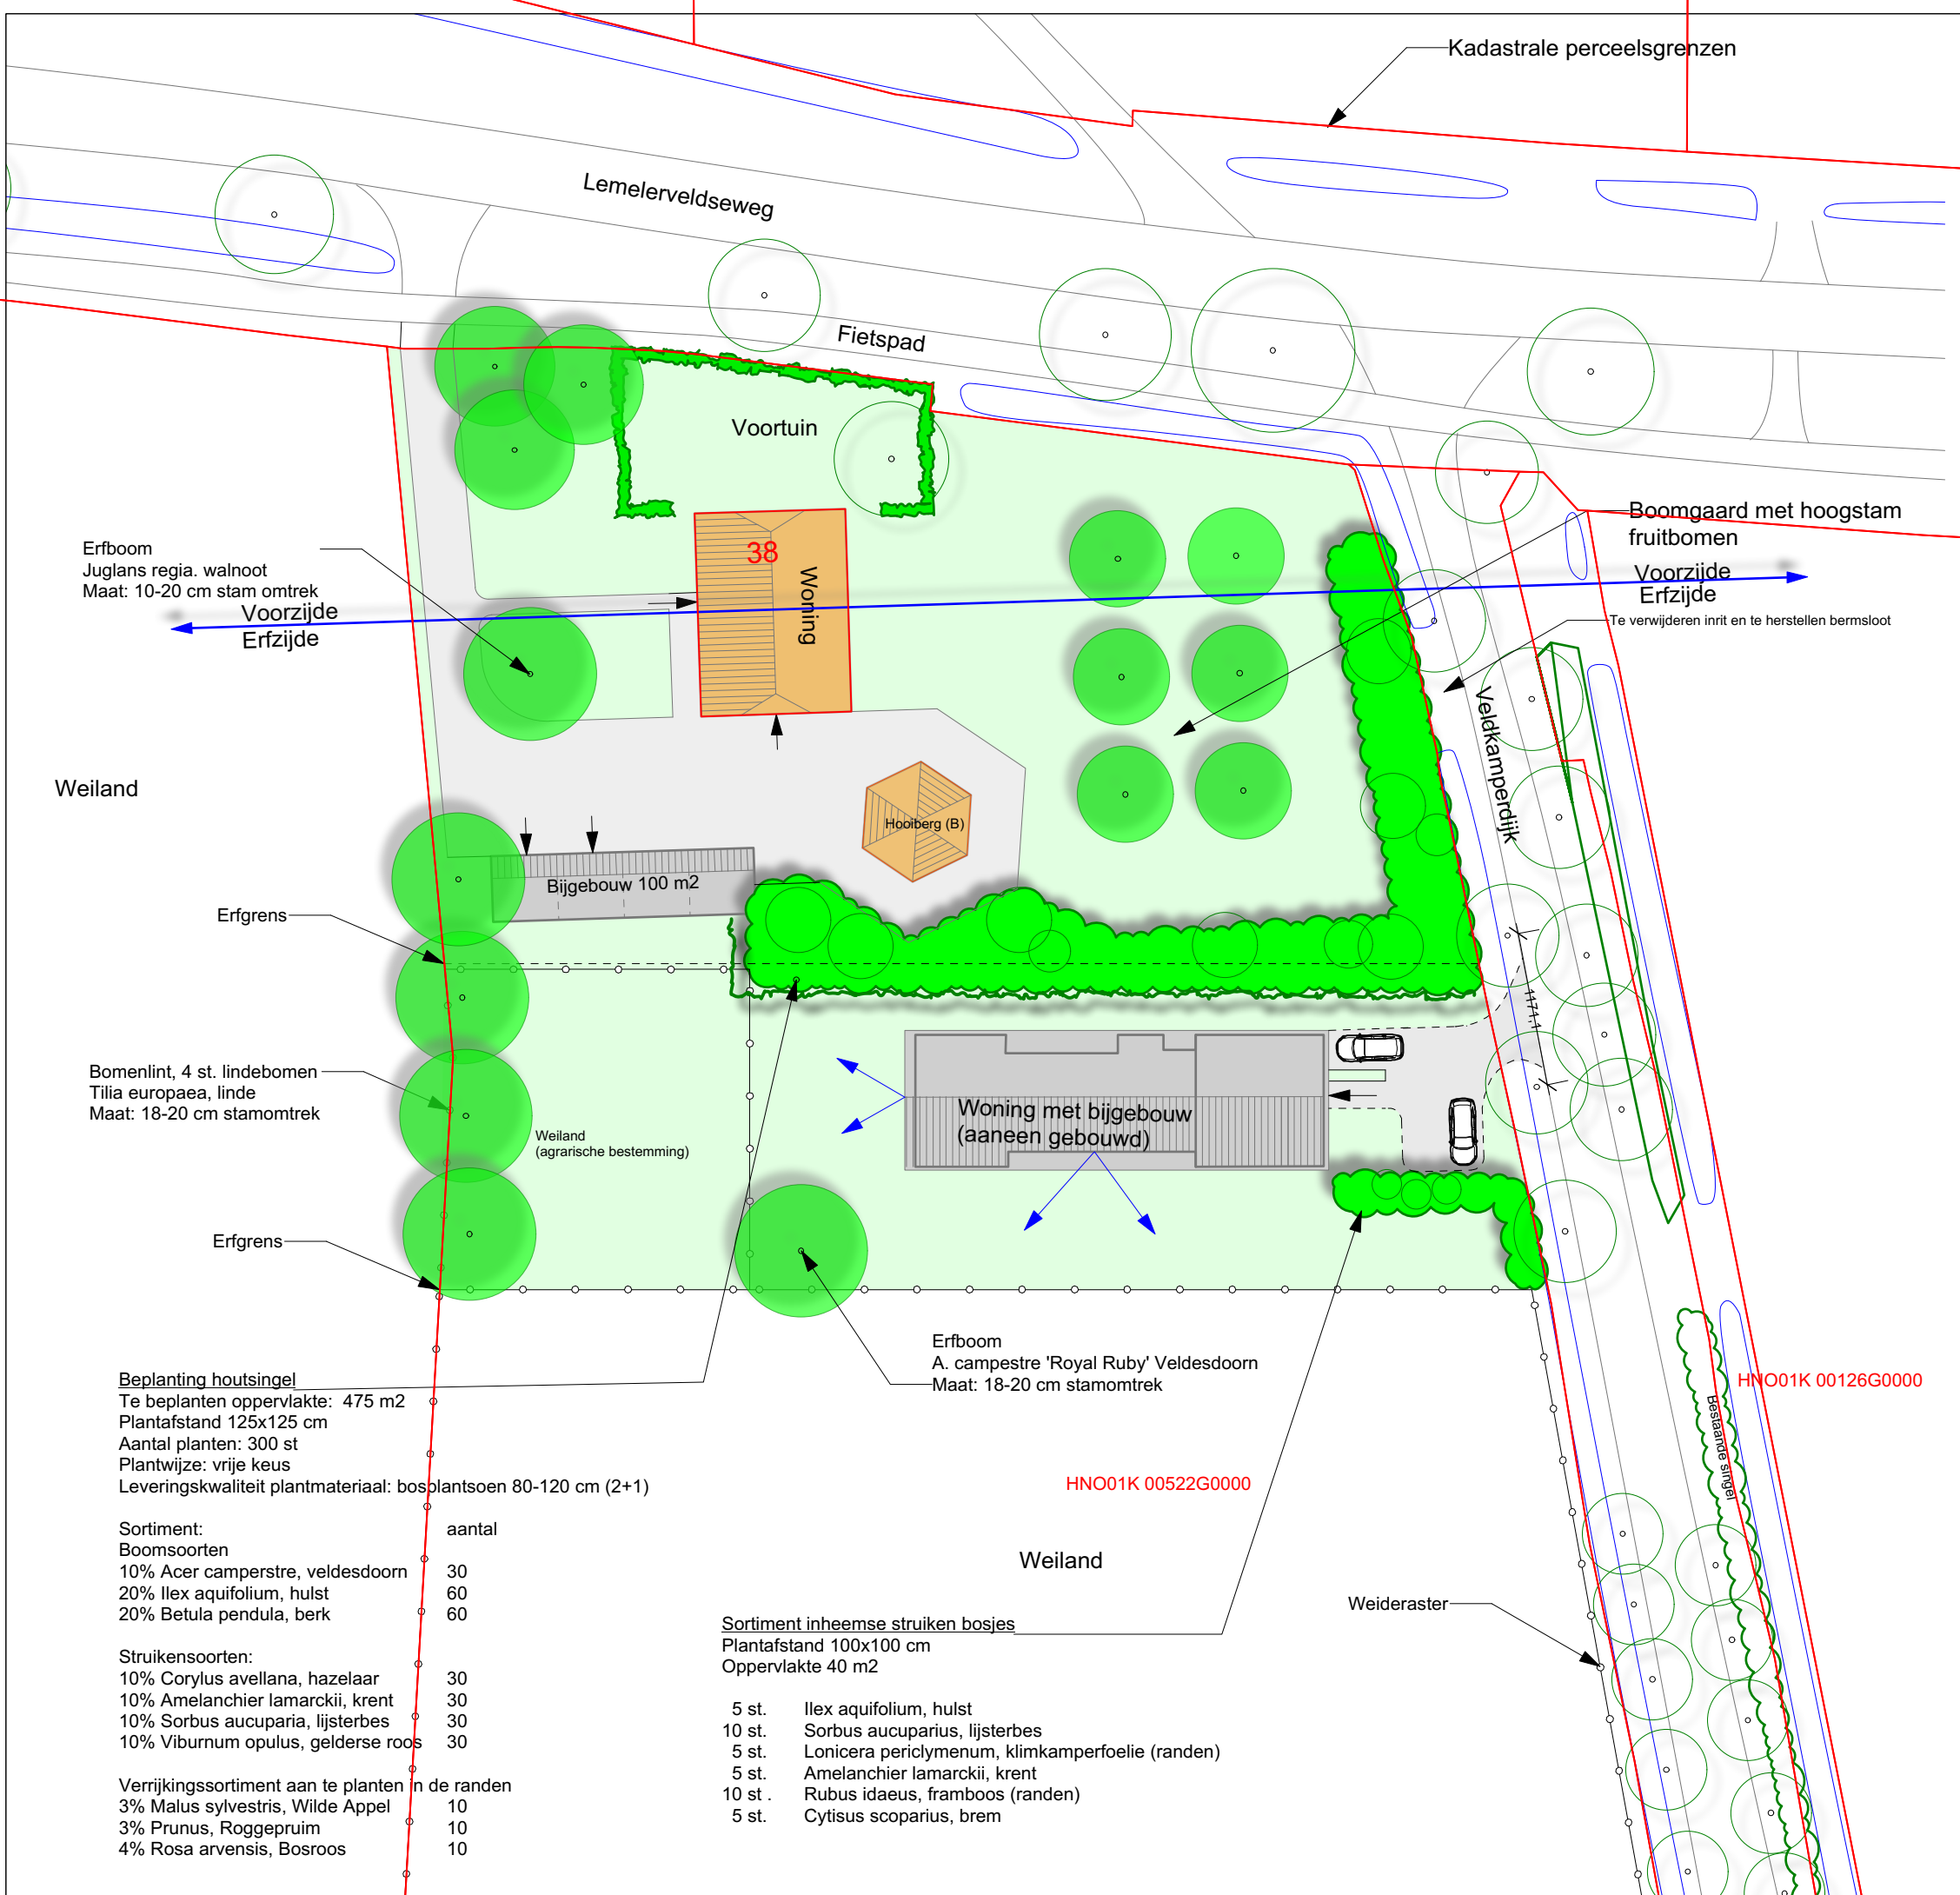 Kadastrale perceelsgrenzen
Lemelerveldseweg
Fietspad
Voortuin
Boomgaard met hoogstam
fruitbomen
Erfboom
Juglans regia. walnoot
Maat: 10-20 cm stam omtrek
38
Woning
Voorzijde
Erfzijde
Voorzijde
Erfzijde
Te verwijderen inrit en te herstellen bermsloot
Veldkamperdijk
Weiland
Hooiberg (B)
Bijgebouw 100 m2
Erfgrens
1171,1
Bomenlint, 4 st. lindebomen
Tilia europaea, linde
Maat: 18-20 cm stamomtrek
Weiland
(agrarische bestemming)
Woning met bijgebouw
(aaneen gebouwd)
Erfgrens
Erfboom
A. campestre 'Royal Ruby' Veldesdoorn
Maat: 18-20 cm stamomtrek
HNO01K 00126G0000
Bestaande singel
Beplanting houtsingel
Te beplanten oppervlakte: 475 m2
Plantafstand 125x125 cm
Aantal planten: 300 st
Plantwijze: vrije keus
Leveringskwaliteit plantmateriaal: bosplantsoen 80-120 cm (2+1)
HNO01K 00522G0000
Weiland
Sortiment: aantal
Boomsoorten
10% Acer camperstre, veldesdoorn 30
20% Ilex aquifolium, hulst 60
20% Betula pendula, berk 60
Struikensoorten:
10% Corylus avellana, hazelaar 30
10% Amelanchier lamarckii, krent 30
10% Sorbus aucuparia, lijsterbes 30
10% Viburnum opulus, gelderse roos 30
Verrijkingssortiment aan te planten in de randen
3% Malus sylvestris, Wilde Appel 10
3% Prunus, Roggepruim 10
4% Rosa arvensis, Bosroos 10
Sortiment inheemse struiken bosjes
Plantafstand 100x100 cm
Oppervlakte 40 m2
5 st. Ilex aquifolium, hulst
10 st. Sorbus aucuparius, lijsterbes
5 st. Lonicera periclymenum, klimkamperfoelie (randen)
5 st. Amelanchier lamarckii, krent
10 st . Rubus idaeus, framboos (randen)
5 st. Cytisus scoparius, brem
Weideraster